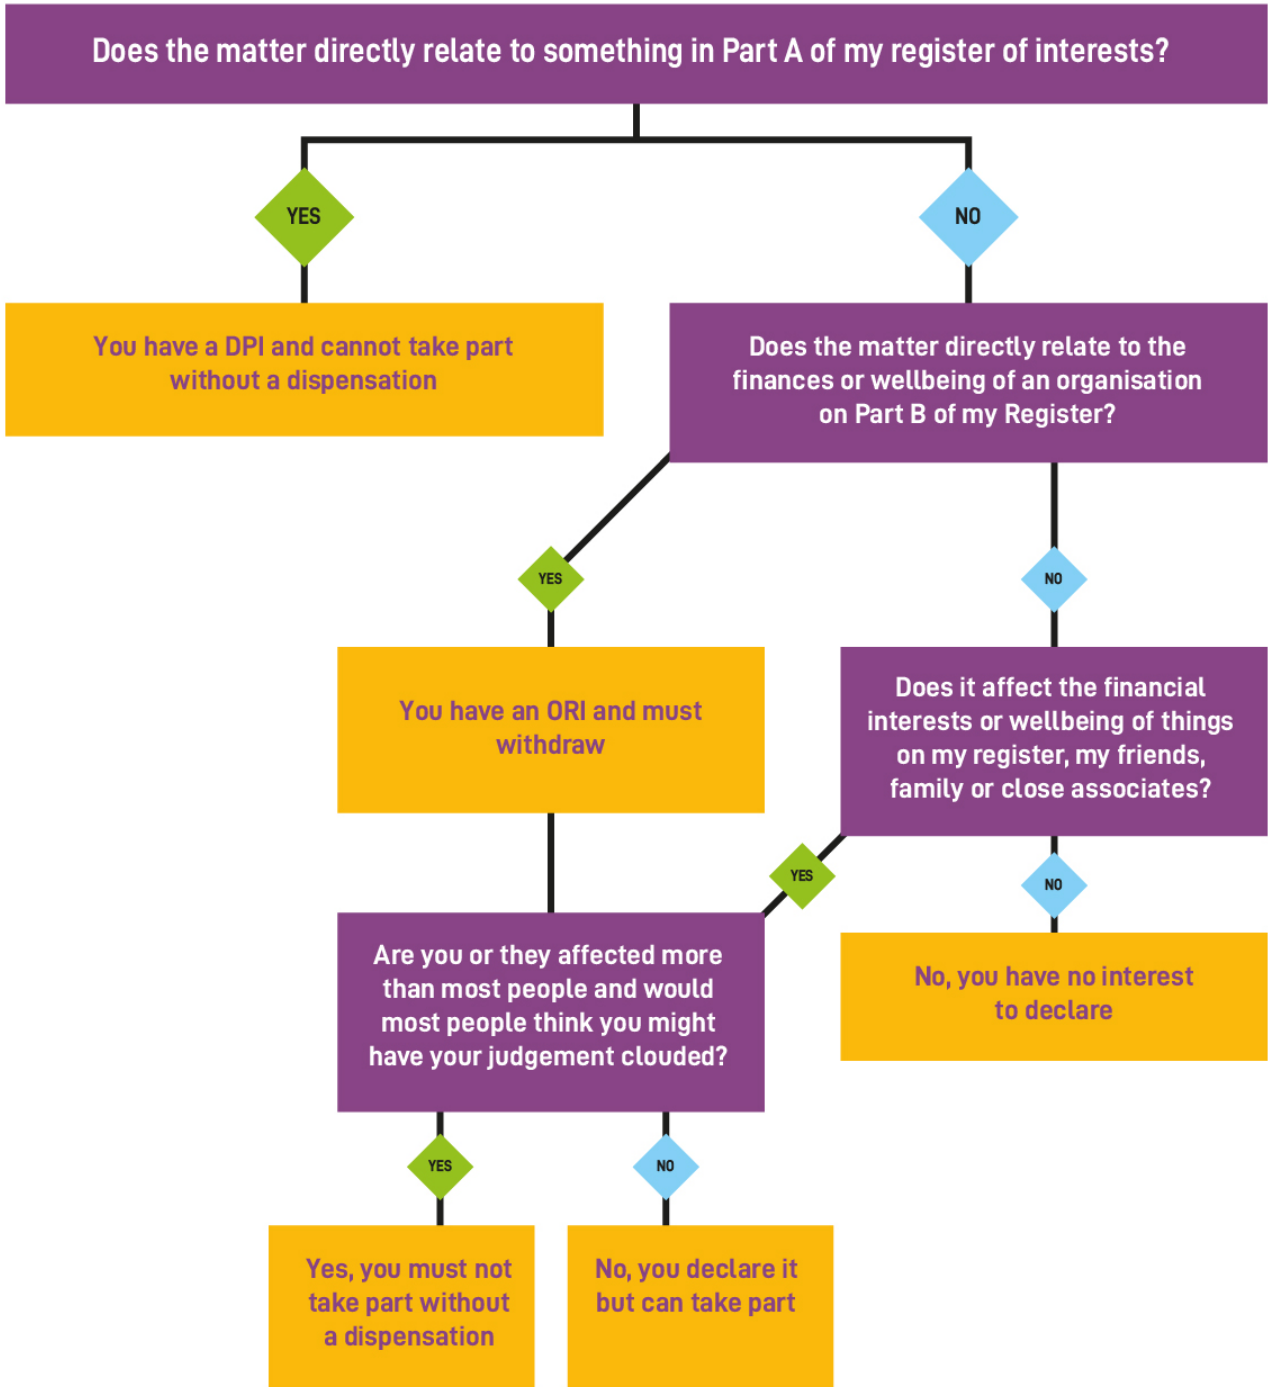 Does the matter directly relate to something in Part A of my register of interests?
YES
NO
You have a DPI and cannot take part
without a dispensation
Does the matter directly relate to the
finances or wellbeing of an organisation
on Part B of my Register?
YES
NO
You have an ORI and must
withdraw
Does it affect the financial
interests or wellbeing of things
on my register, my friends,
family or close associates?
YES
NO
Are you or they affected more
than most people and would
most people think you might
have your judgement clouded?
No, you have no interest
to declare
YES
NO
Yes, you must not
take part without
a dispensation
No, you declare it
but can take part